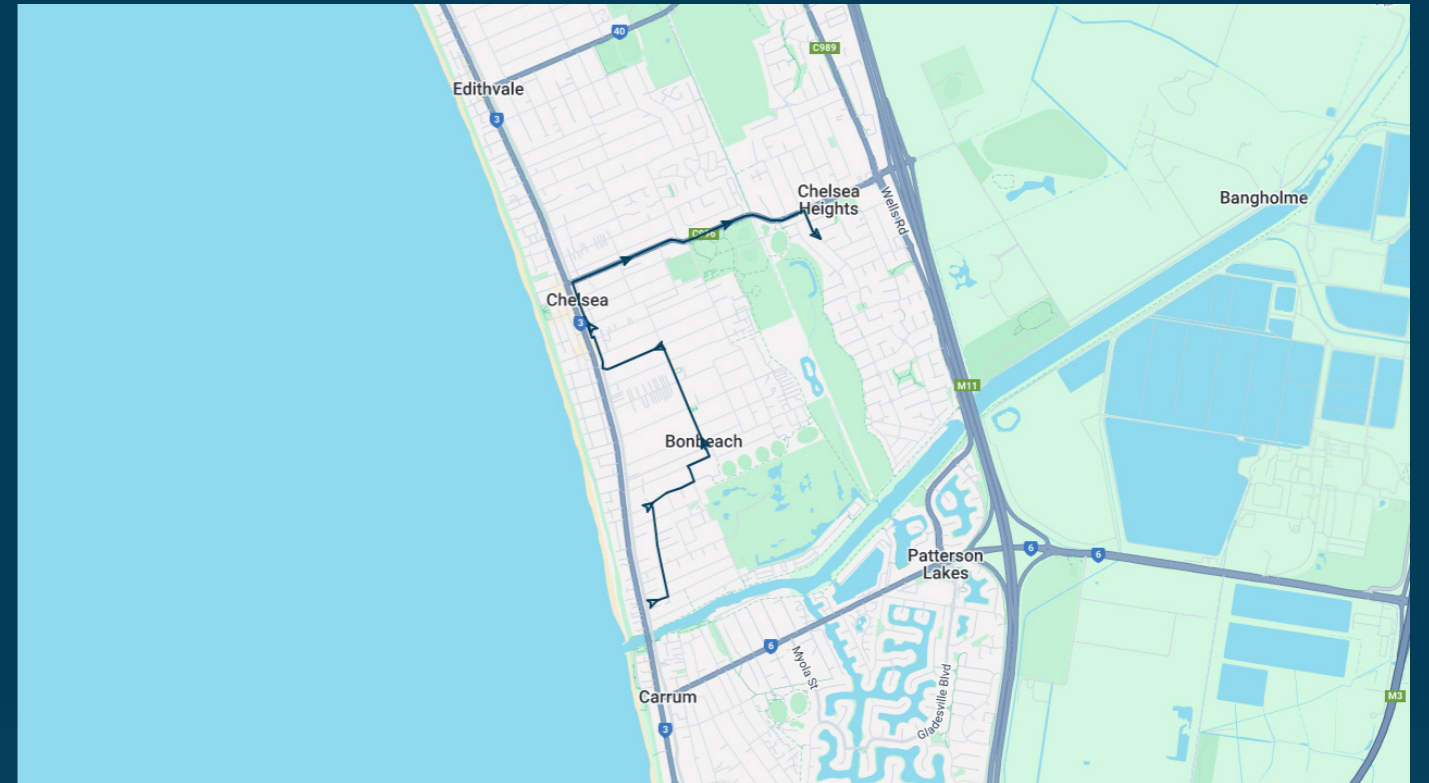 40
C989
Edithvale
3
Chelsea
Heights
Wells Rd
Bangholme
Chelsea
3
M11
Bonbeach
Patterson
Lakes
6
6
6
Myola St
Gladesville Blvd
Carrum
M3
3